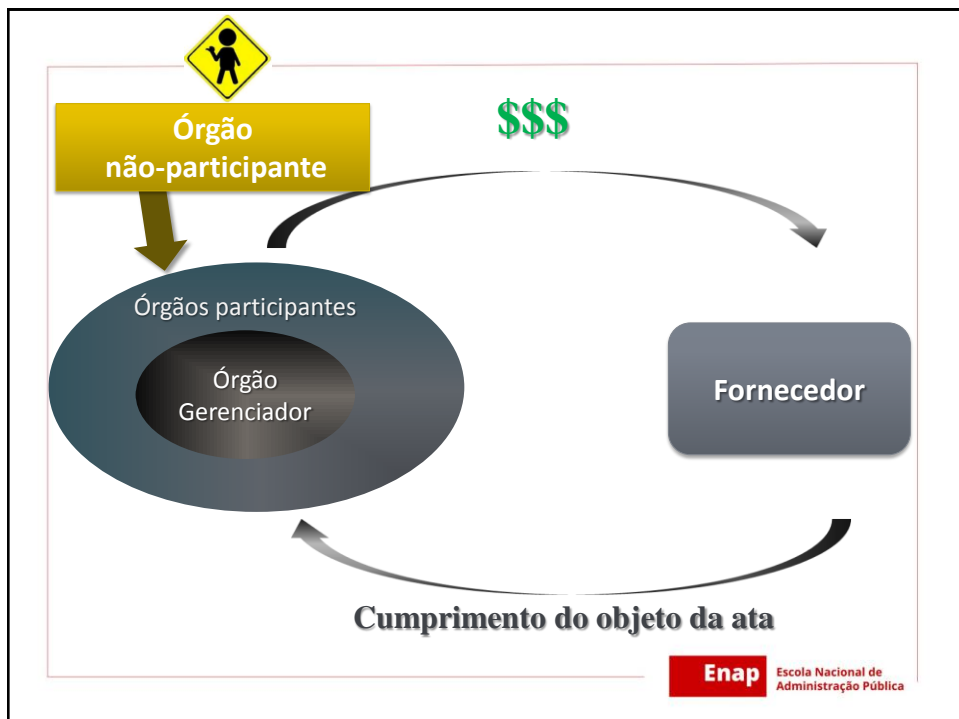 Órgão
não-participante
$$$
Órgãos participantes
Órgão
Gerenciador
Fornecedor
Cumprimento do objeto da ata
Enap
Escola Nacional de
Administração Pública